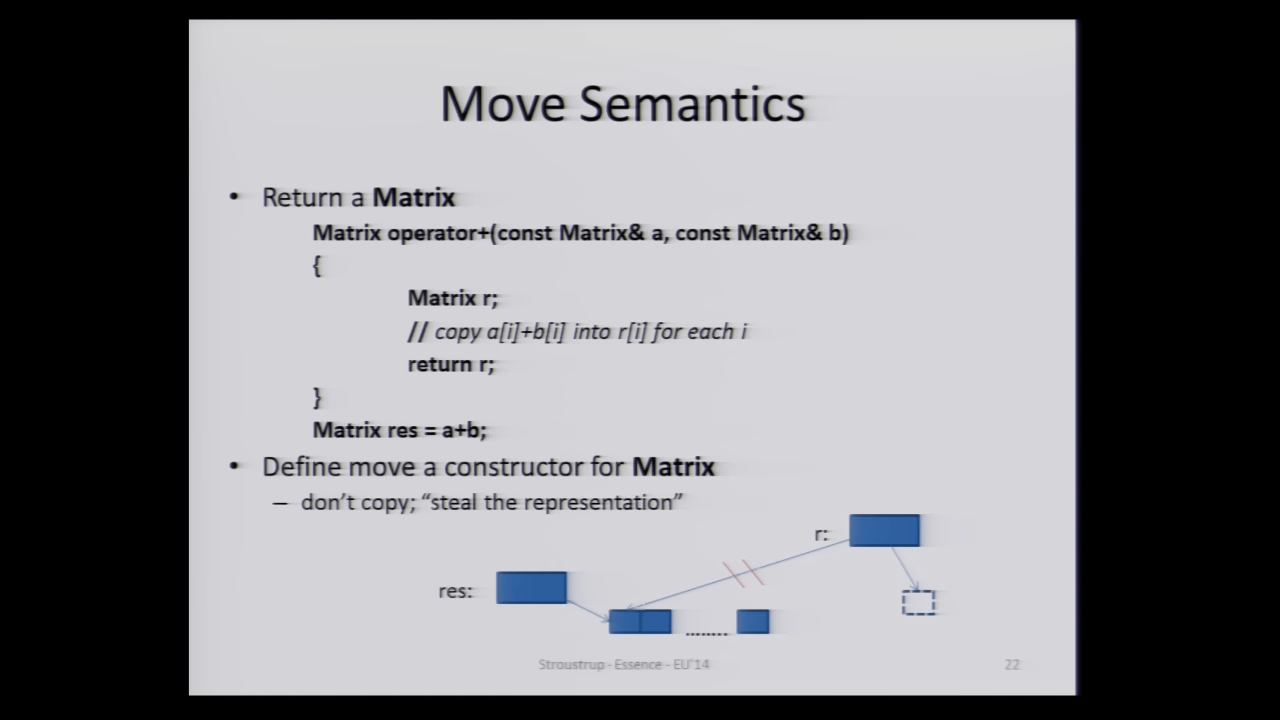 Move Semantics
• Return a Matrix
Matrix operator+(const Matrix& a, const Matrix& b)
{
Matrix r;
// copy a[i]+b[i] into r[i] for each i
return r;
}
Matrix res = a+b;
• Define move a constructor for Matrix
– don't copy; “steal the representation”
r:
res:
........
Stroustrup - Essence - EU'14
22